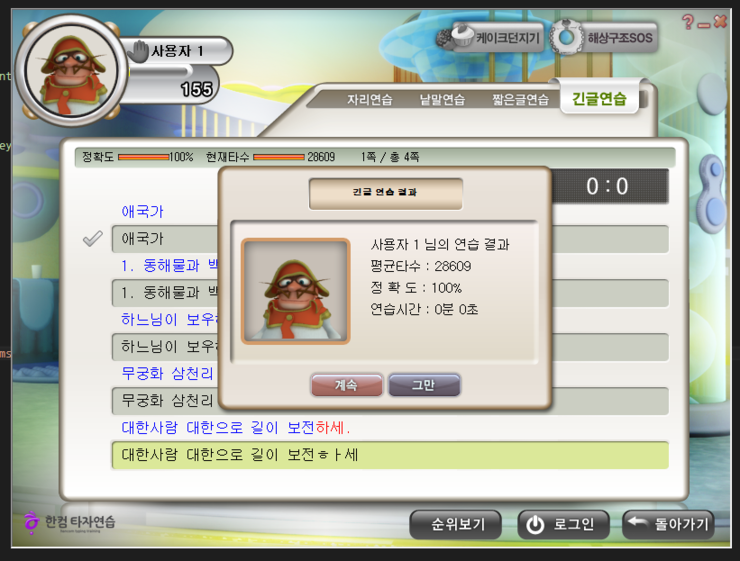 nt
ey
ms
사용자 1
155
케이크던지기
해상구조SOS
?
자리연습 낱말연습 짧은글연습 긴글연습
정확도 100% 현재타수 28609 1쪽 / 총 4쪽
0:0
애국가
애국가
1. 동해물과 백
1. 동해물과 백
하느님이 보우하
하느님이 보우
무궁화 삼천리
무궁화 삼천리
대한사람 대한으로 길이 보전하세.
대한사람 대한으로 길이 보전ㅎㅏ세
긴글 연습 결과
사용자 1 님의 연습 결과
평균타수 : 28609
정 확 도 : 100%
연습시간 : 0분 0초
계속 그만
한컴 타자연습
순위보기 로그인 돌아가기